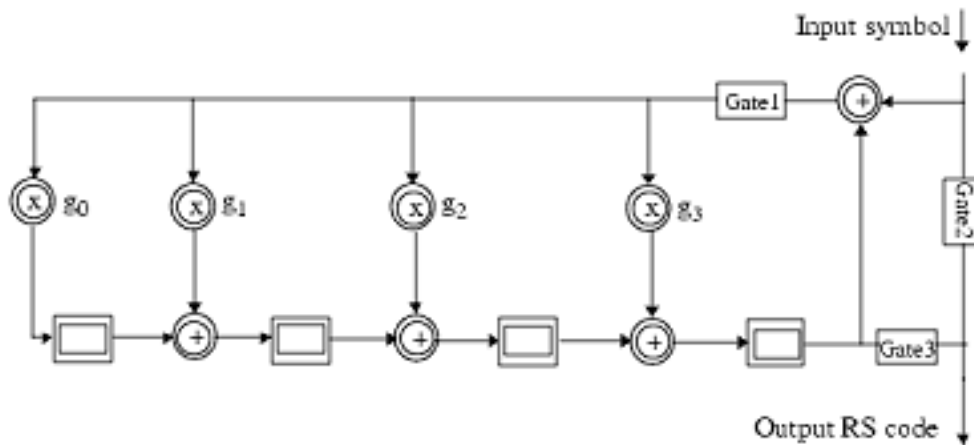 Input symbol
Gate1
+
x g0
x g1
x g2
x g3
Gate2
+
+
+
Gate3
Output RS code